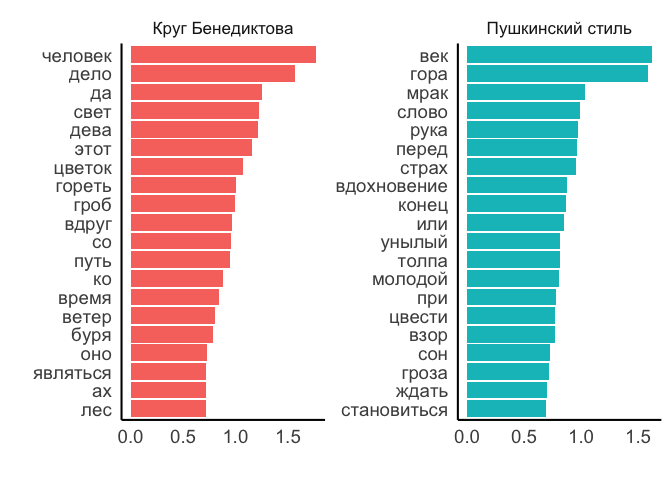 Круг Бенедиктова
человек
дело
да
свет
дева
этот
цветок
гореть
гроб
вдруг
со
путь
ко
время
ветер
буря
оно
являться
ах
лес
0.0 0.5 1.0 1.5
Пушкинский стиль
век
гора
мрак
слово
рука
перед
страх
вдохновение
конец
или
унылый
толпа
молодой
при
цвести
взор
сон
гроза
ждать
становиться
0.0 0.5 1.0 1.5